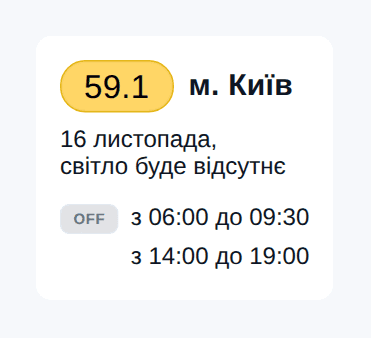 59.1 м. Київ
16 листопада,
світло буде відсутнє
OFF з 06:00 до 09:30
з 14:00 до 19:00